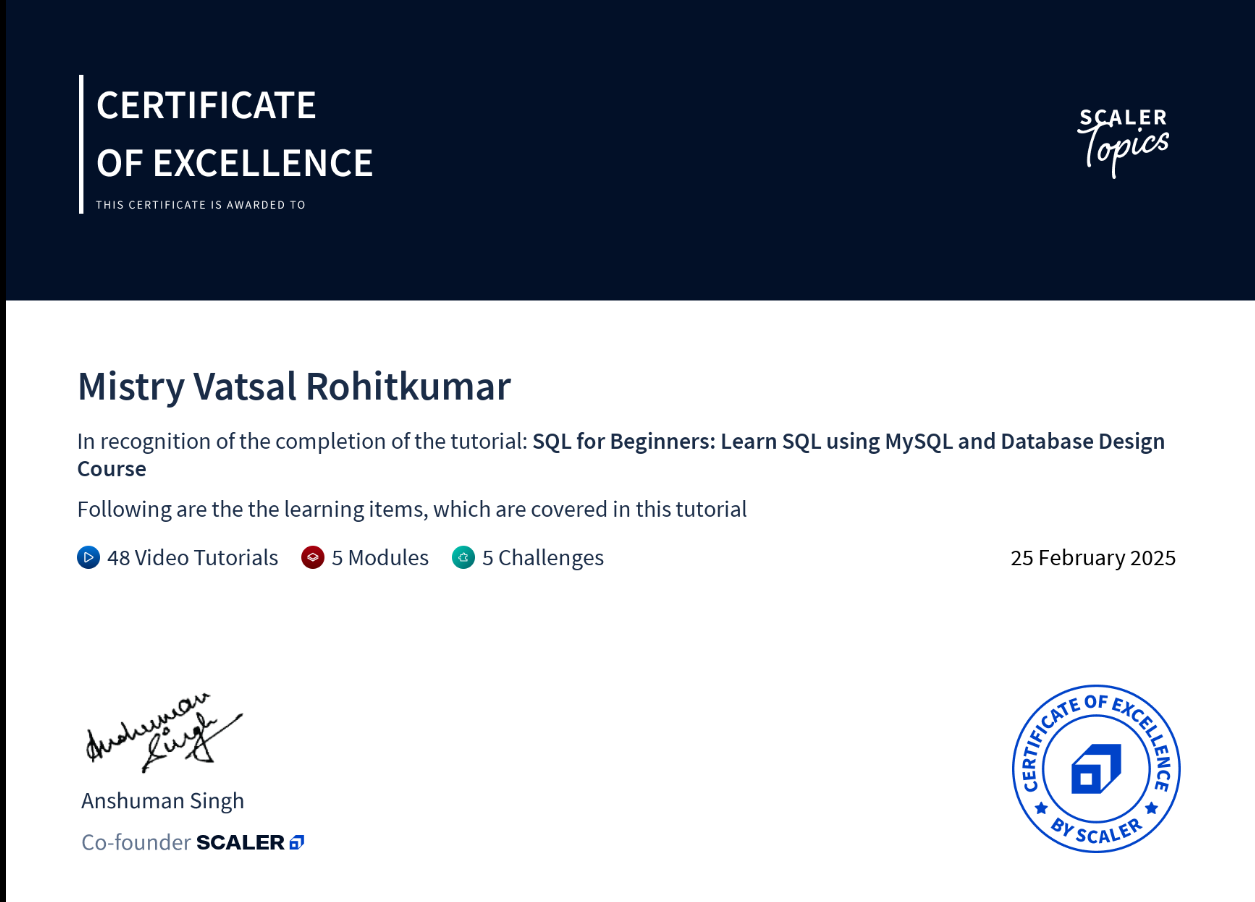 CERTIFICATE
OF EXCELLENCE
THIS CERTIFICATE IS AWARDED TO
SCALER
Topics
Mistry Vatsal Rohitkumar
In recognition of the completion of the tutorial: SQL for Beginners: Learn SQL using MySQL and Database Design
Course
Following are the the learning items, which are covered in this tutorial
48 Video Tutorials 5 Modules 5 Challenges 25 February 2025
Anshuman
Singh
Anshuman Singh
Co-founder SCALER
CERTIFICATE OF EXCELLENCE
BY SCALER